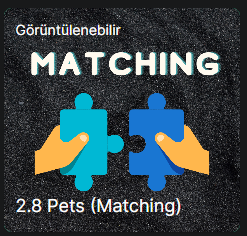 Görüntülenebilir
MATCHING
2.8 Pets (Matching)